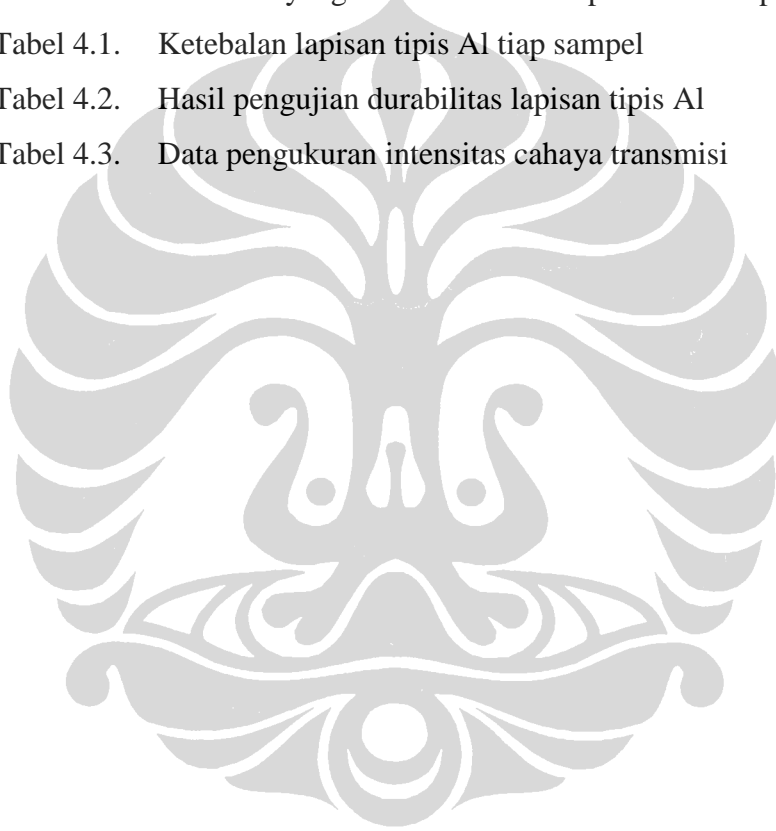 yang
Tabel 4.1. Ketebalan lapisan tipis Al tiap sampel
Tabel 4.2. Hasil pengujian durabilitas lapisan tipis Al
Tabel 4.3. Data pengukuran intensitas cahaya transmisi